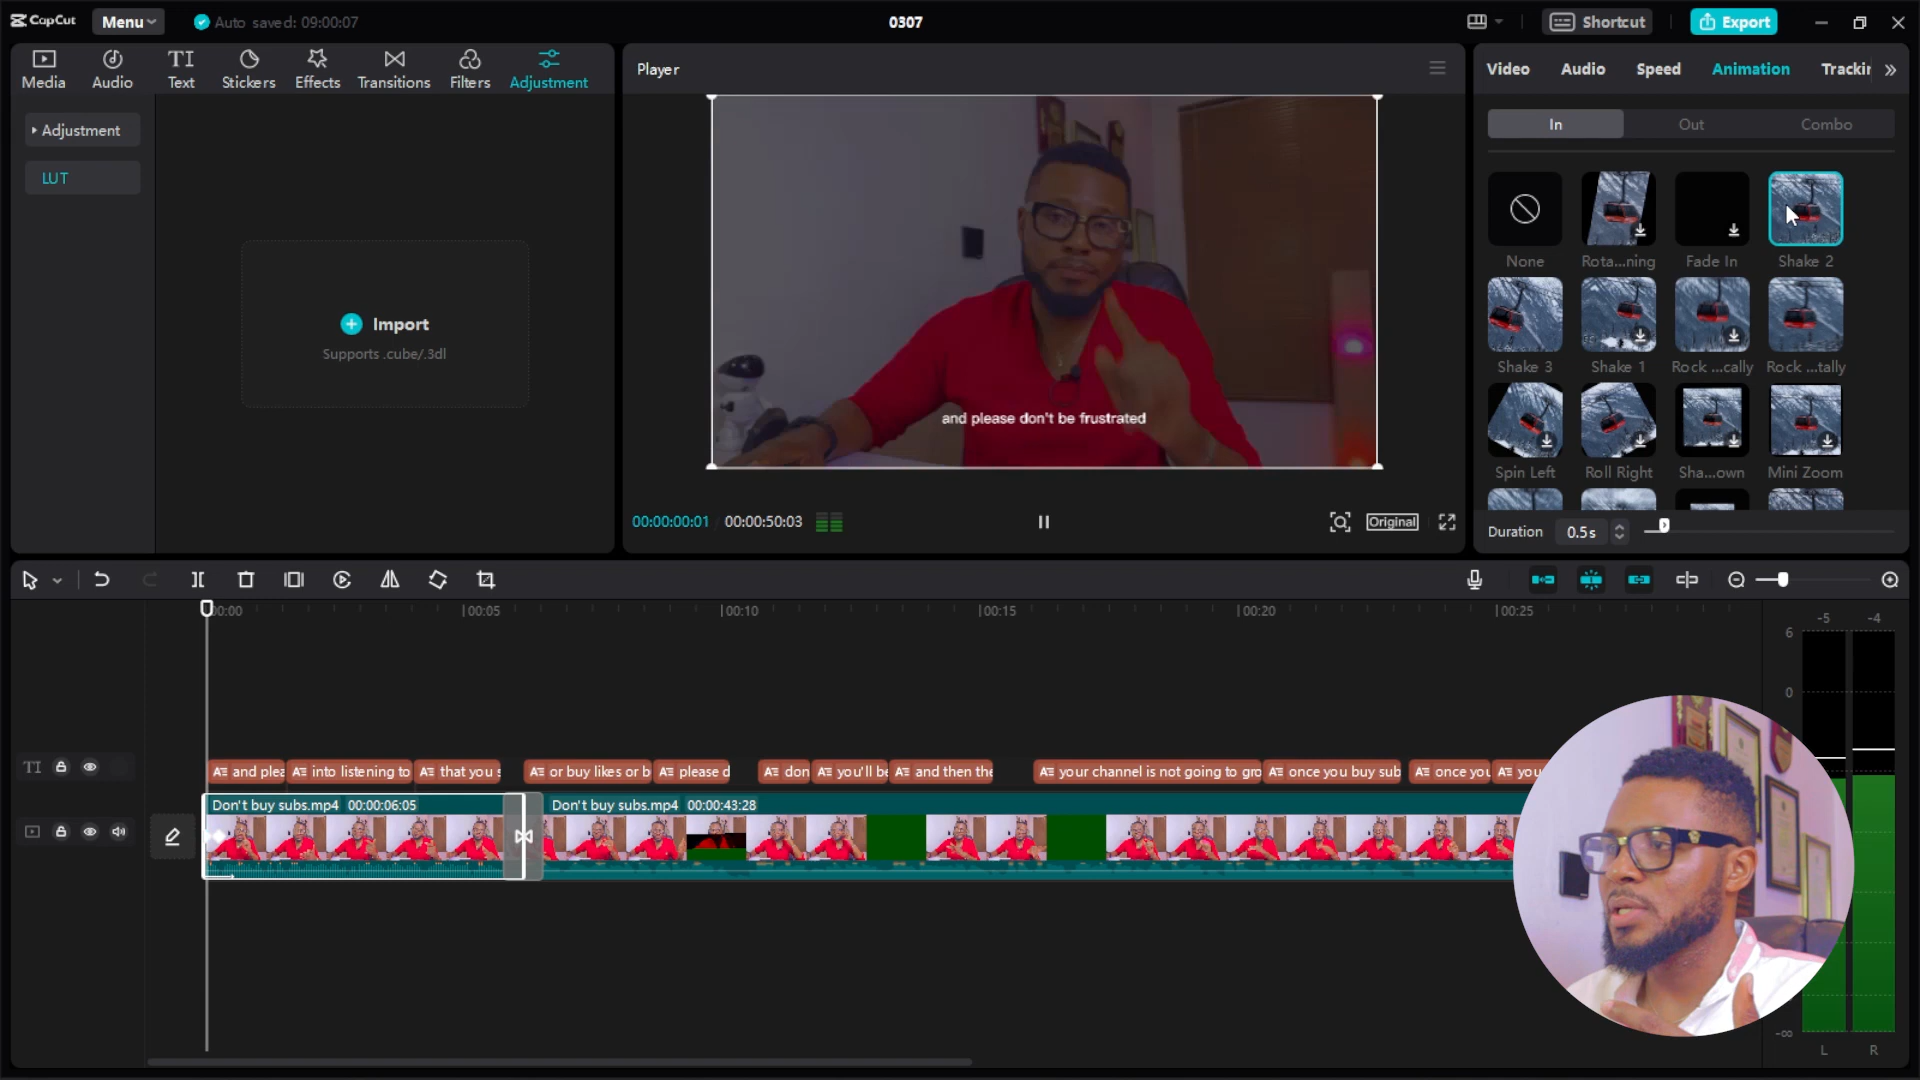 CapCut
Menu
Auto saved: 09:00:07
0307
Shortcut
Export
Media
Audio
Text
Stickers
Effects
Transitions
Filters
Adjustment
Adjustment
LUT
Import
Supports .cube/.3dl
Player
and please don't be frustrated
00:00:00:01
00:00:50:03
Original
Video
Audio
Speed
Animation
Trackir
In
Out
Combo
None
Rota...ning
Fade In
Shake 2
Shake 3
Shake 1
Rock ...cally
Rock ...tally
Spin Left
Roll Right
Sha...own
Mini Zoom
Duration
0.5s
00:00
00:05
00:10
00:15
00:20
00:25
-5
-4
6
0
-∞
L
R
and plea
into listening to
that you s
or buy likes or b
please d
don
you'll be
and then the
your channel is not going to gro
once you buy sub
once you
you
Don't buy subs.mp4 00:00:06:05
Don't buy subs.mp4 00:00:43:28